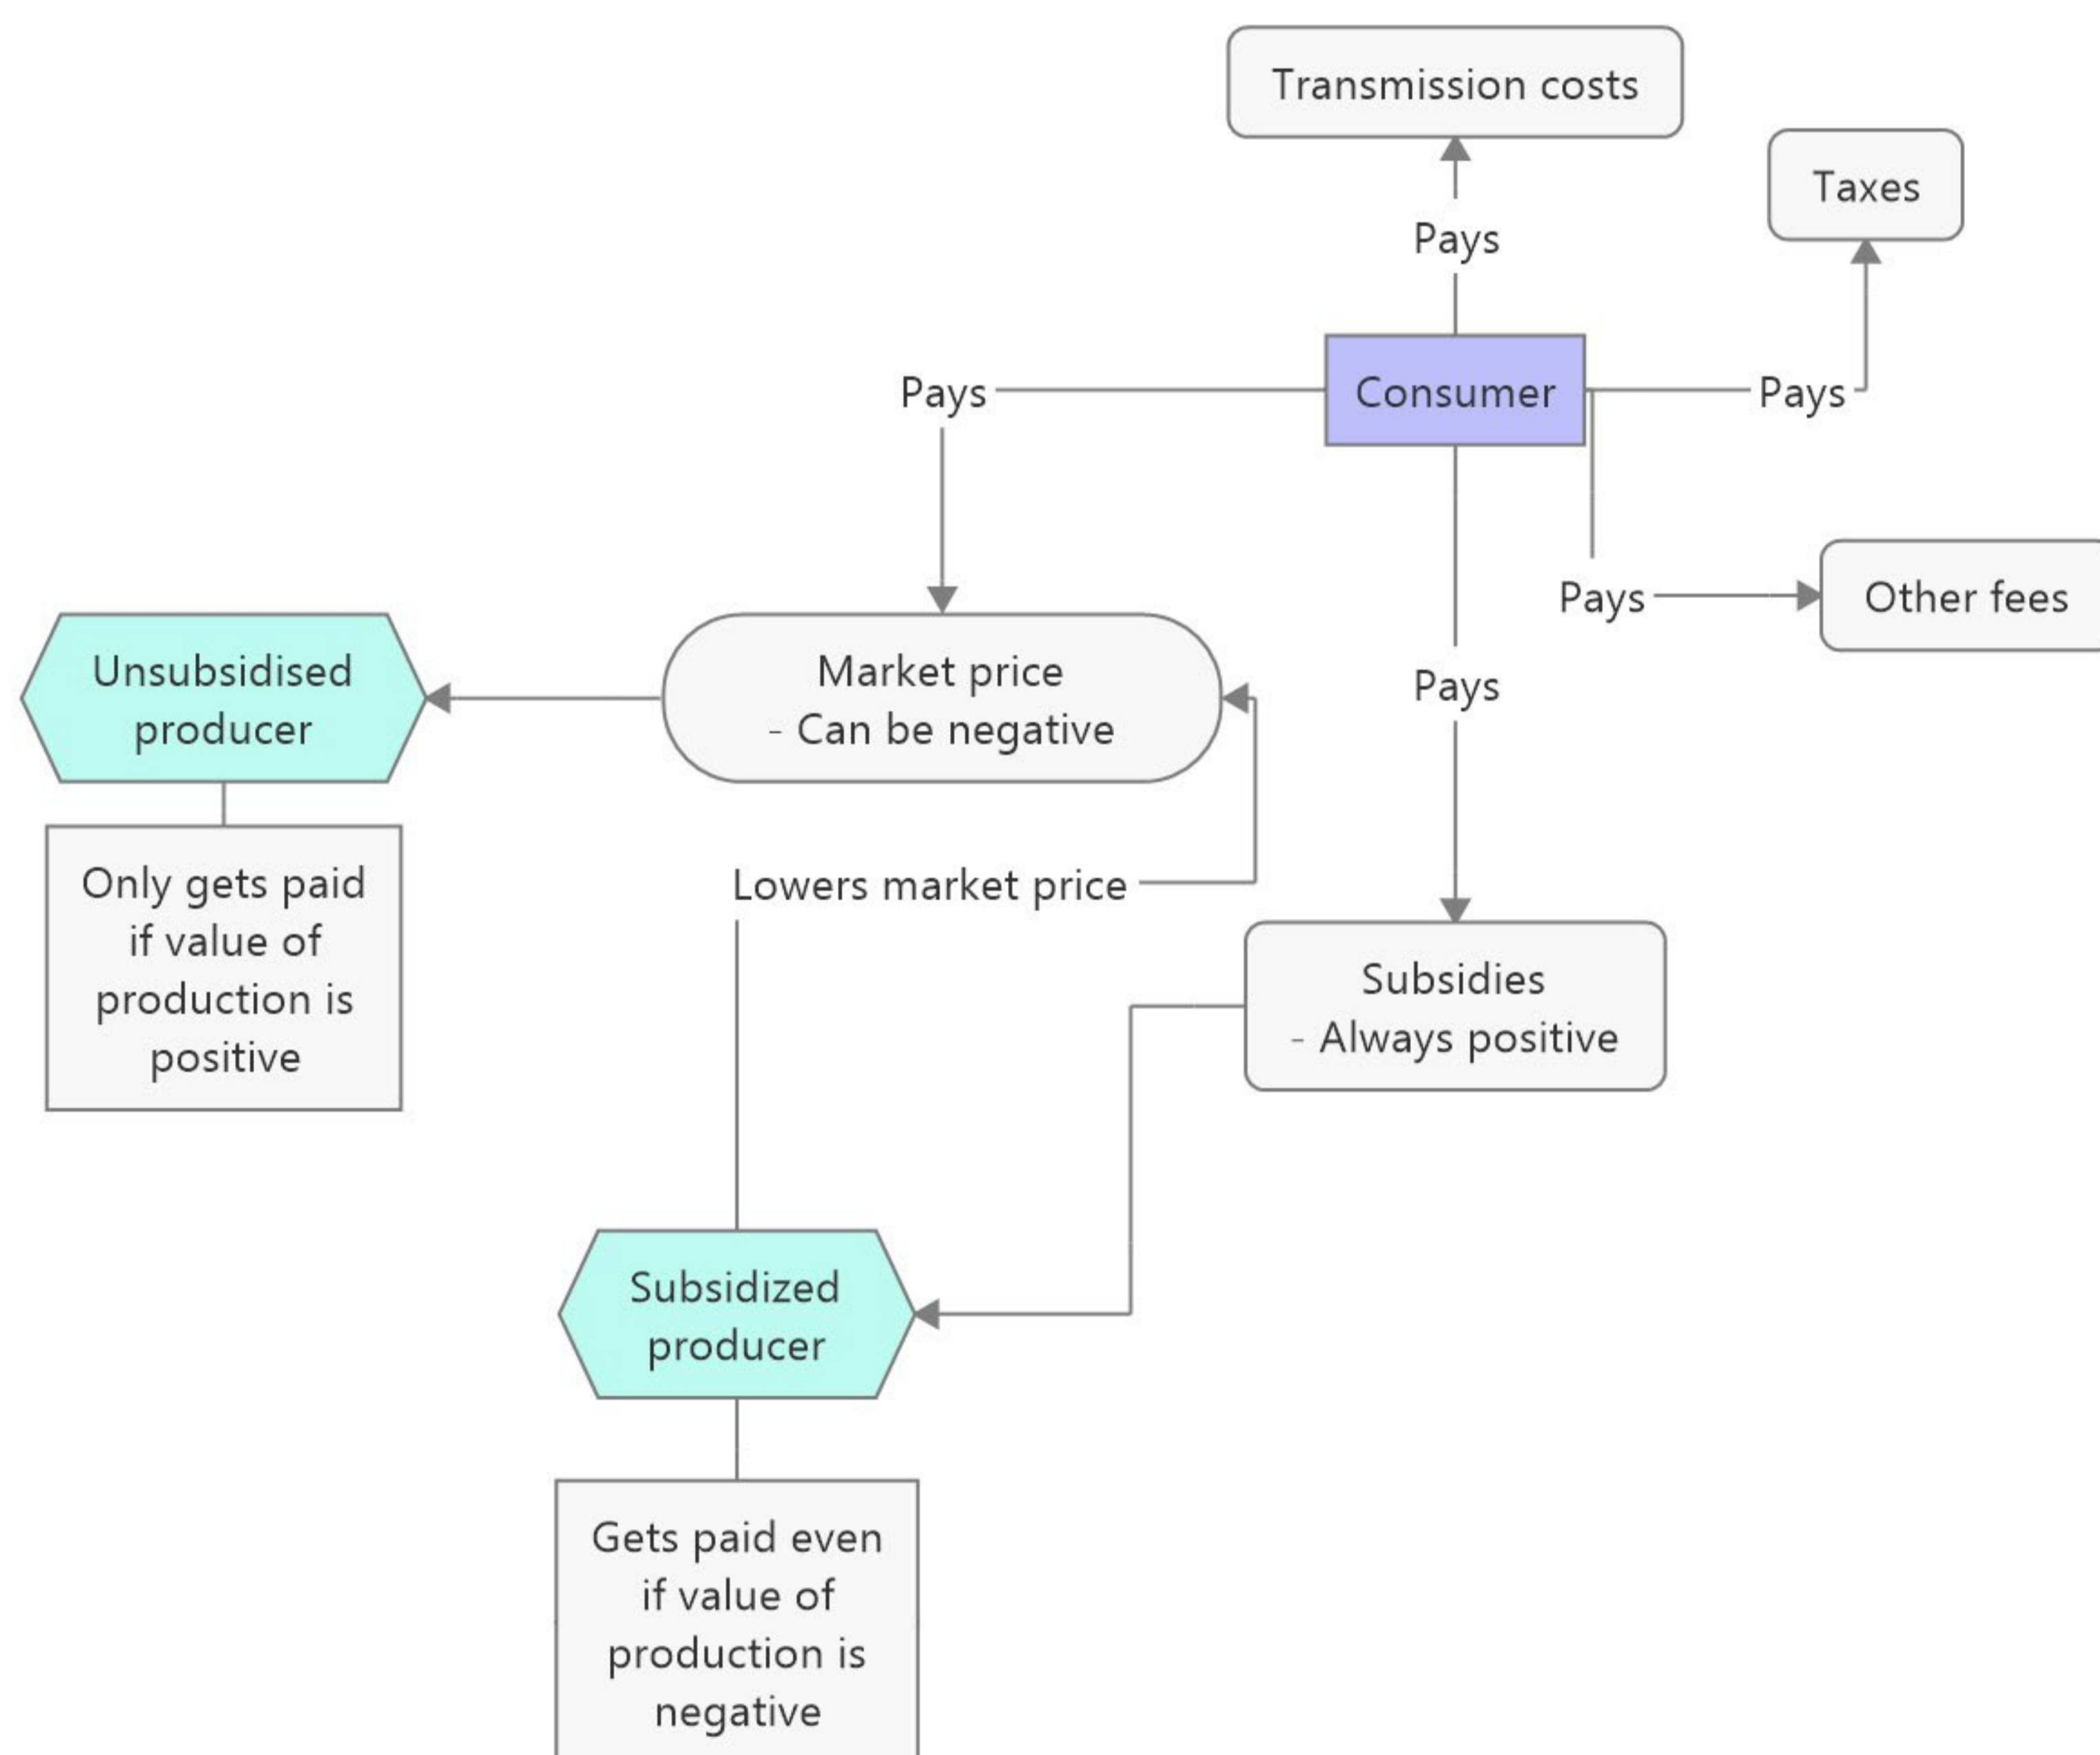 Transmission costs
Taxes
Pays
Pays
Consumer
Pays
Pays
Other fees
Unsubsidised
producer
Market price
- Can be negative
Pays
Only gets paid
if value of
production is
positive
Lowers market price
Subsidies
- Always positive
Subsidized
producer
Gets paid even
if value of
production is
negative